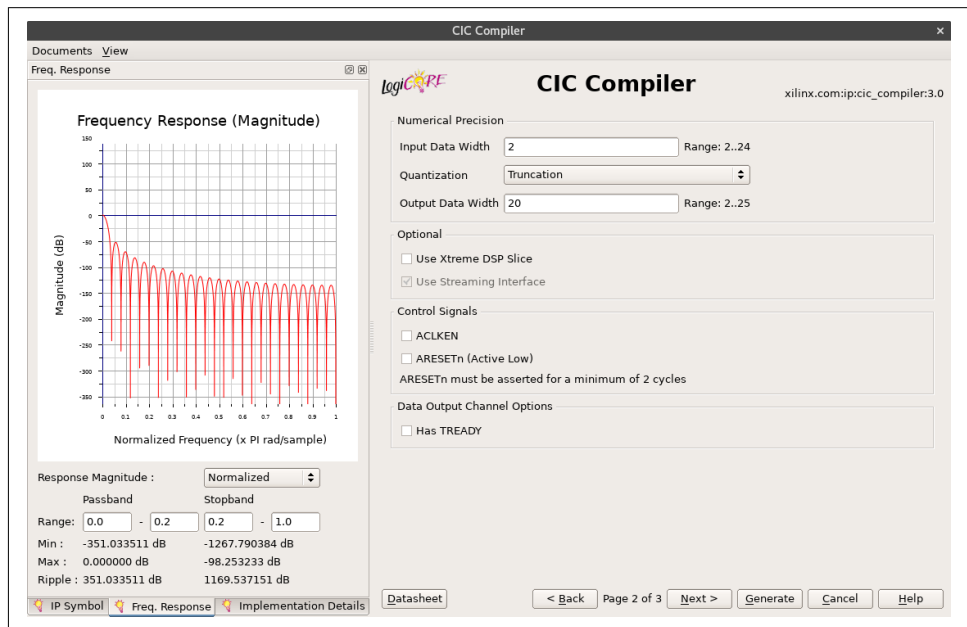 CIC Compiler
×
Documents View
Freq. Response
Frequency Response (Magnitude)
150
100
50
0
-50
-100
-150
-200
-250
-300
-350
Magnitude (dB)
0 0.1 0.2 0.3 0.4 0.5 0.6 0.7 0.8 0.9 1
Normalized Frequency (x PI rad/sample)
Response Magnitude : Normalized
Passband Stopband
Range: 0.0 - 0.2 0.2 - 1.0
Min : -351.033511 dB -1267.790384 dB
Max : 0.000000 dB -98.253233 dB
Ripple : 351.033511 dB 1169.537151 dB
IP Symbol Freq. Response Implementation Details
LogiCORE CIC Compiler xilinx.com:ip:cic_compiler:3.0
Numerical Precision
Input Data Width 2 Range: 2..24
Quantization Truncation
Output Data Width 20 Range: 2..25
Optional
Use Xtreme DSP Slice
Use Streaming Interface
Control Signals
ACLKEN
ARESETn (Active Low)
ARESETn must be asserted for a minimum of 2 cycles
Data Output Channel Options
Has TREADY
Datasheet < Back Page 2 of 3 Next > Generate Cancel Help